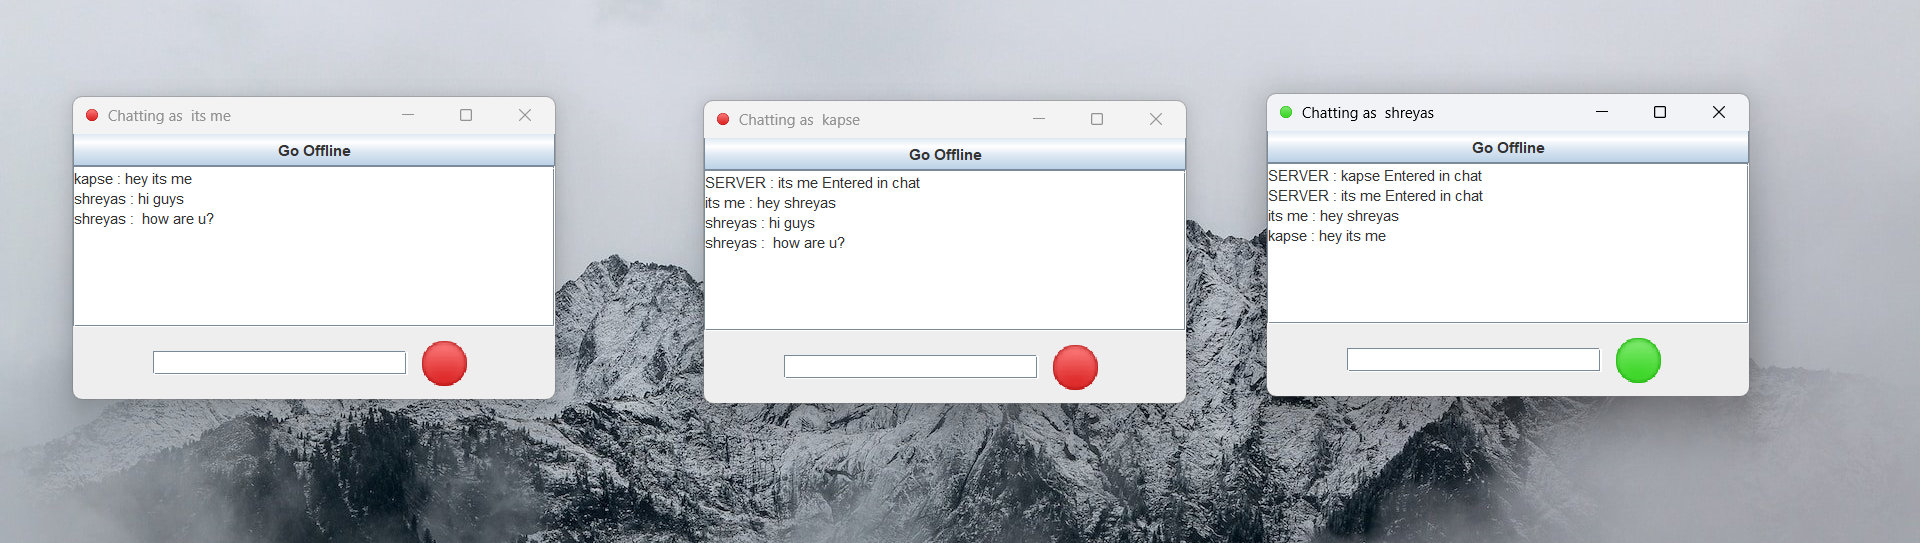 Chatting as  its me
Go Offline
kapse : hey its me
shreyas : hi guys
shreyas :  how are u?
Chatting as  kapse
Go Offline
SERVER : its me Entered in chat
its me : hey shreyas
shreyas : hi guys
shreyas :  how are u?
Chatting as  shreyas
Go Offline
SERVER : kapse Entered in chat
SERVER : its me Entered in chat
its me : hey shreyas
kapse : hey its me